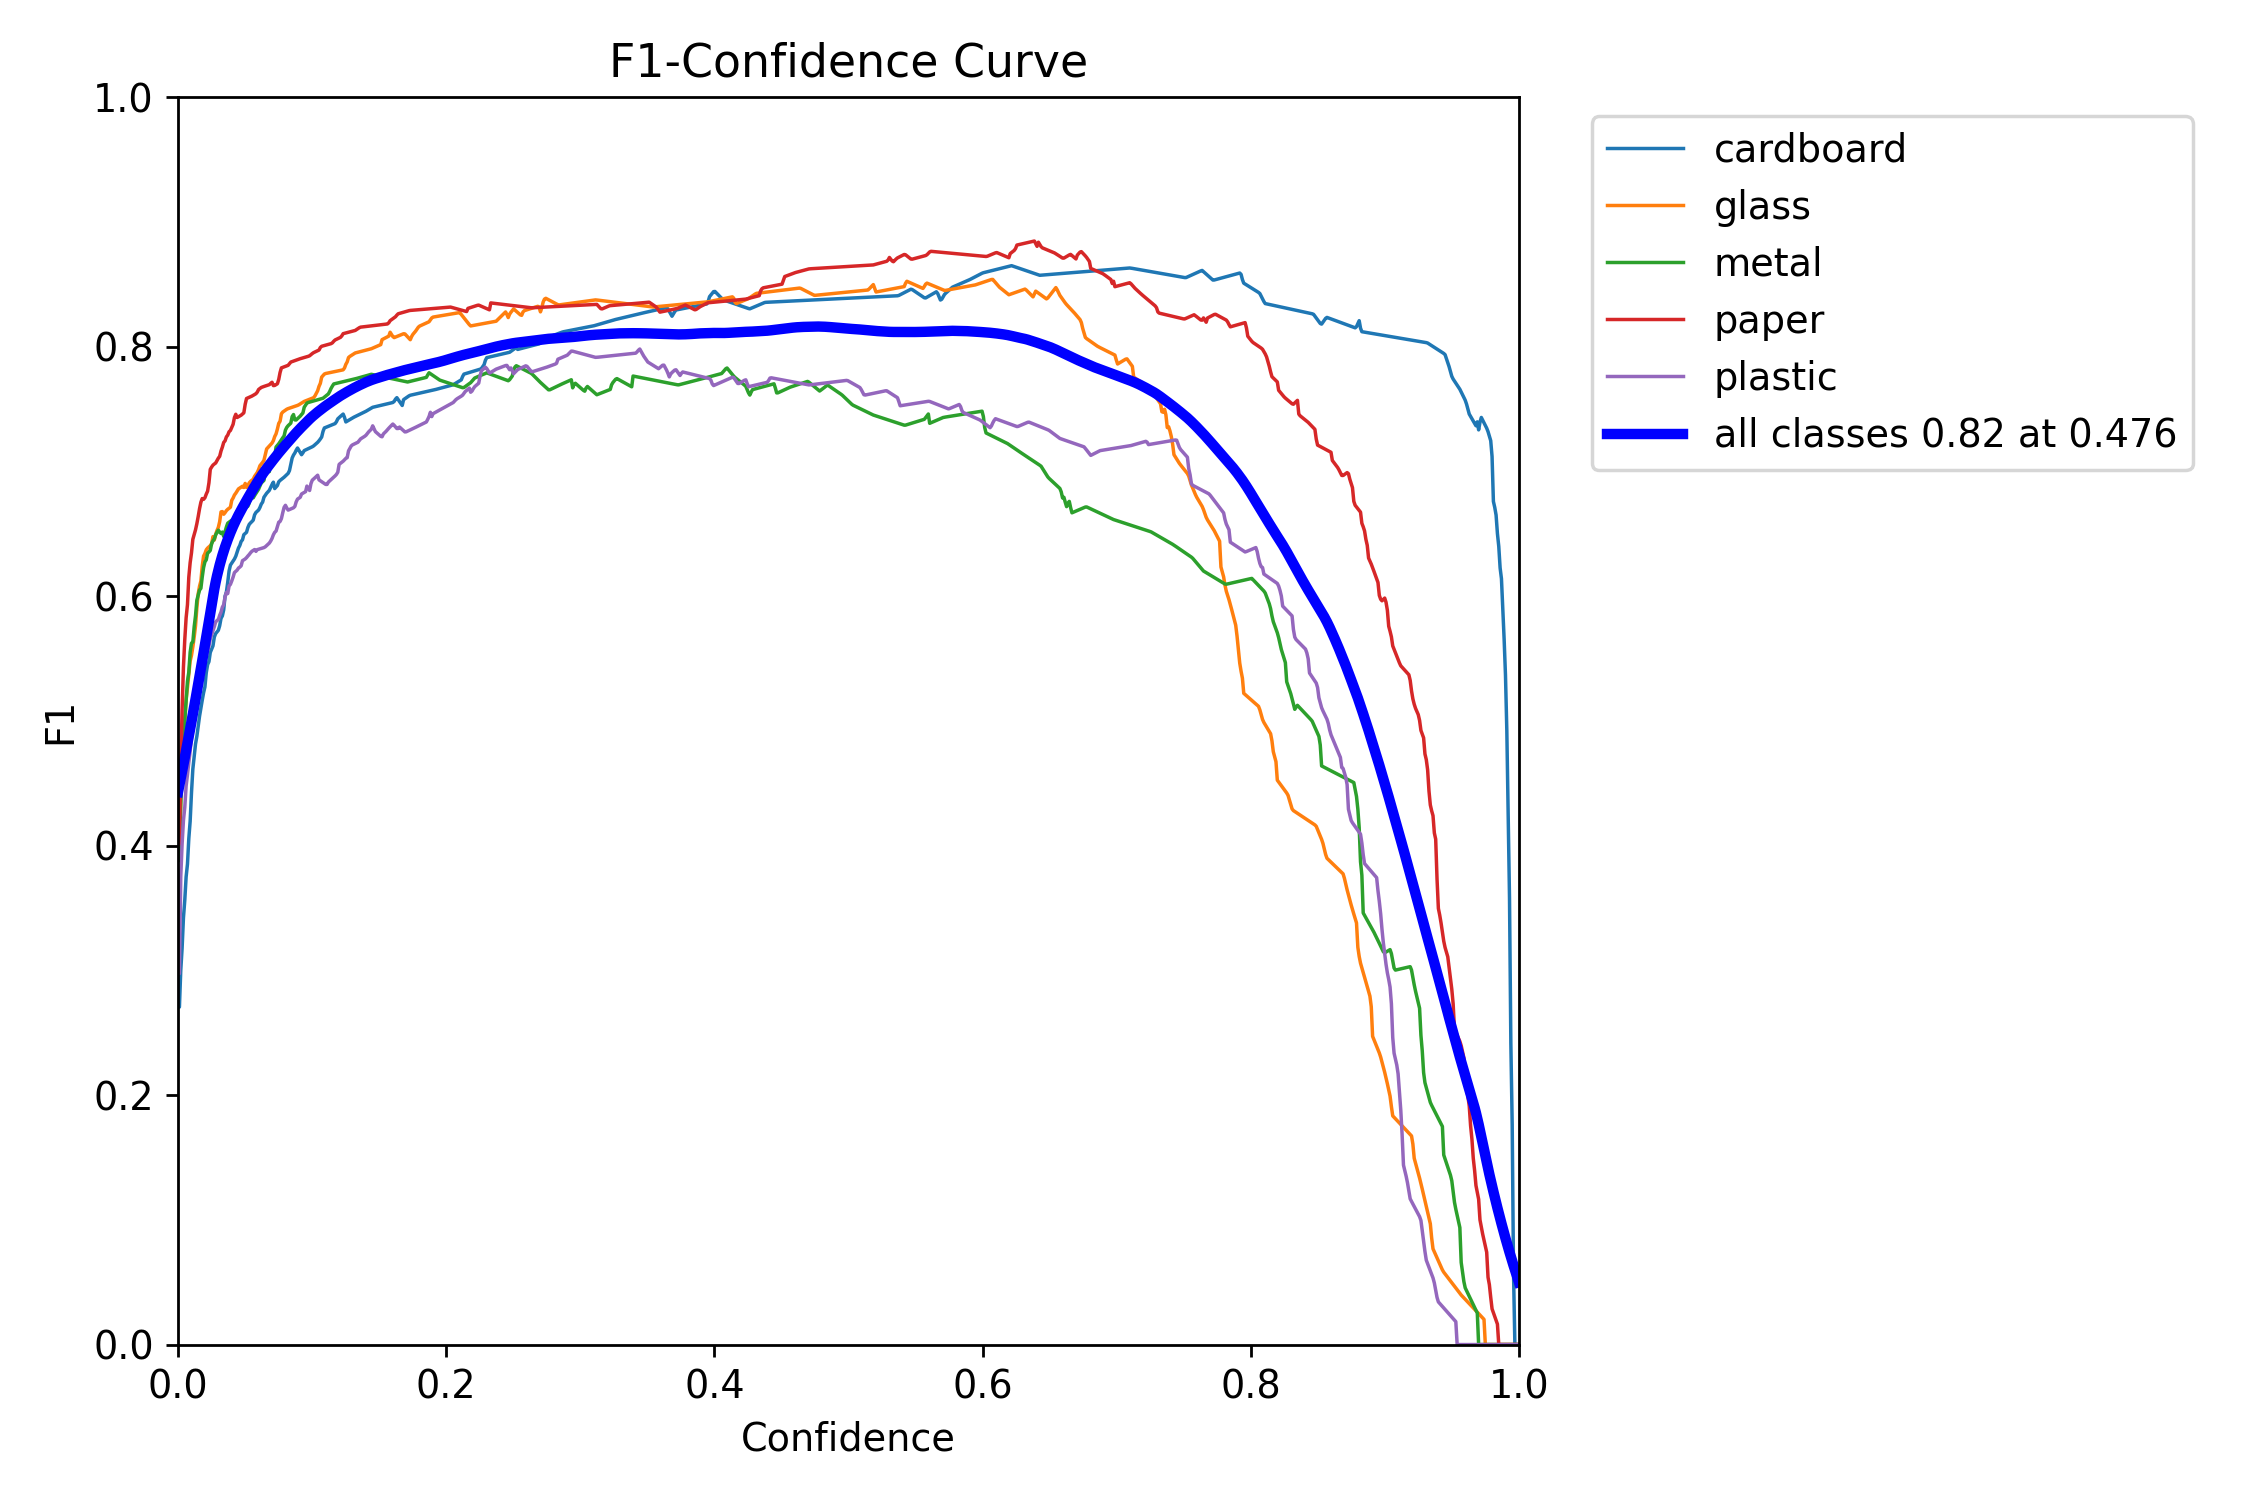 F1-Confidence Curve
1.0
0.8
0.6
0.4
0.2
0.0
F1
0.0 0.2 0.4 0.6 0.8 1.0
Confidence
cardboard
glass
metal
paper
plastic
all classes 0.82 at 0.476